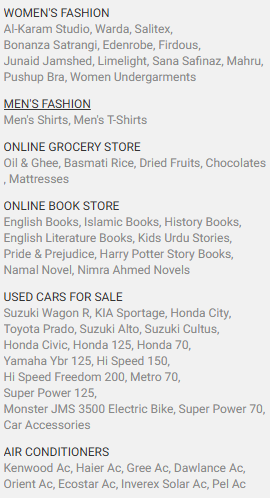 WOMEN'S FASHION
Al-Karam Studio, Warda, Salitex,
Bonanza Satrangi, Edenrobe, Firdous,
Junaid Jamshed, Limelight, Sana Safinaz, Mahru,
Pushup Bra, Women Undergarments
MEN'S FASHION
Men's Shirts, Men's T-Shirts
ONLINE GROCERY STORE
Oil & Ghee, Basmati Rice, Dried Fruits, Chocolates
, Mattresses
ONLINE BOOK STORE
English Books, Islamic Books, History Books,
English Literature Books, Kids Urdu Stories,
Pride & Prejudice, Harry Potter Story Books,
Namal Novel, Nimra Ahmed Novels
USED CARS FOR SALE
Suzuki Wagon R, KIA Sportage, Honda City,
Toyota Prado, Suzuki Alto, Suzuki Cultus,
Honda Civic, Honda 125, Honda 70,
Yamaha Ybr 125, Hi Speed 150,
Hi Speed Freedom 200, Metro 70,
Super Power 125,
Monster JMS 3500 Electric Bike, Super Power 70,
Car Accessories
AIR CONDITIONERS
Kenwood Ac, Haier Ac, Gree Ac, Dawlance Ac,
Orient Ac, Ecostar Ac, Inverex Solar Ac, Pel Ac